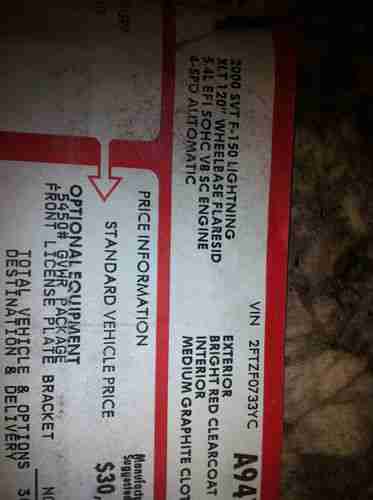 2000 SVT F-150 LIGHTNING
XLT 120" WHEELBASE FLARESID
5.4L EFI SOHC V8 SC ENGINE
4-SPD AUTOMATIC
VIN 2FTZF0733YC
EXTERIOR
BRIGHT RED CLEARCOAT
INTERIOR
MEDIUM GRAPHITE CLOT
A94
PRICE INFORMATION
STANDARD VEHICLE PRICE
$30,
OPTIONAL EQUIPMENT
5450# GVWR PACKAGE
FRONT LICENSE PLATE BRACKET
TOTAL VEHICLE & OPTIONS
DESTINATION & DELIVERY